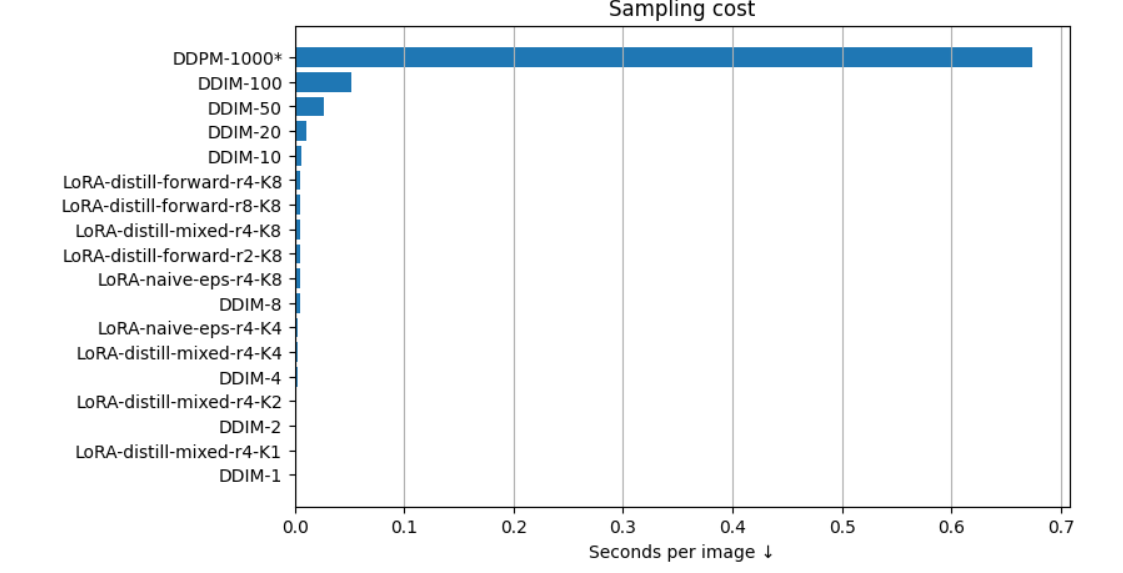 Sampling cost
DDPM-1000*
DDIM-100
DDIM-50
DDIM-20
DDIM-10
LoRA-distill-forward-r4-K8
LoRA-distill-forward-r8-K8
LoRA-distill-mixed-r4-K8
LoRA-distill-forward-r2-K8
LoRA-naive-eps-r4-K8
DDIM-8
LoRA-naive-eps-r4-K4
LoRA-distill-mixed-r4-K4
DDIM-4
LoRA-distill-mixed-r4-K2
DDIM-2
LoRA-distill-mixed-r4-K1
DDIM-1
0.0 0.1 0.2 0.3 0.4 0.5 0.6 0.7
Seconds per image ↓